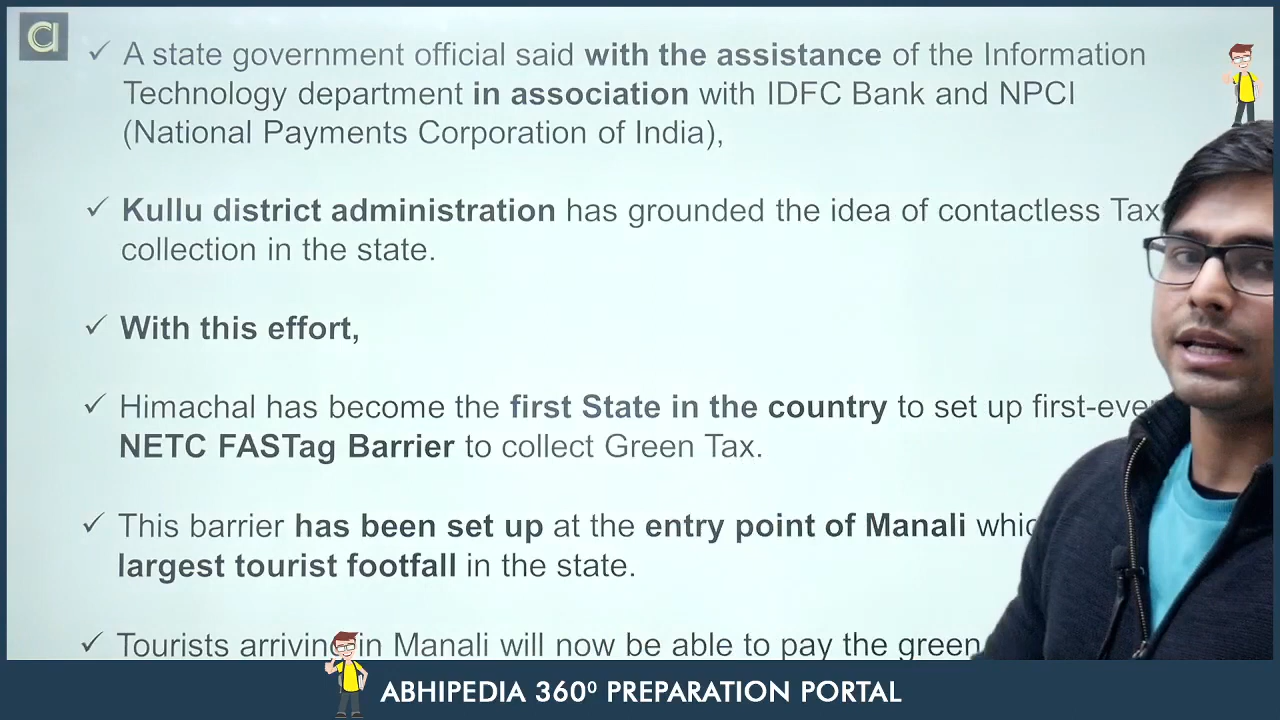 A state government official said with the assistance of the Information
Technology department in association with IDFC Bank and NPCI
(National Payments Corporation of India),
Kullu district administration has grounded the idea of contactless Tax
collection in the state.
With this effort,
Himachal has become the first State in the country to set up first-ever
NETC FASTag Barrier to collect Green Tax.
This barrier has been set up at the entry point of Manali
largest tourist footfall in the state.
Tourists arriving in Manali will now be able to pay the green
ABHIPEDIA 360º PREPARATION PORTAL